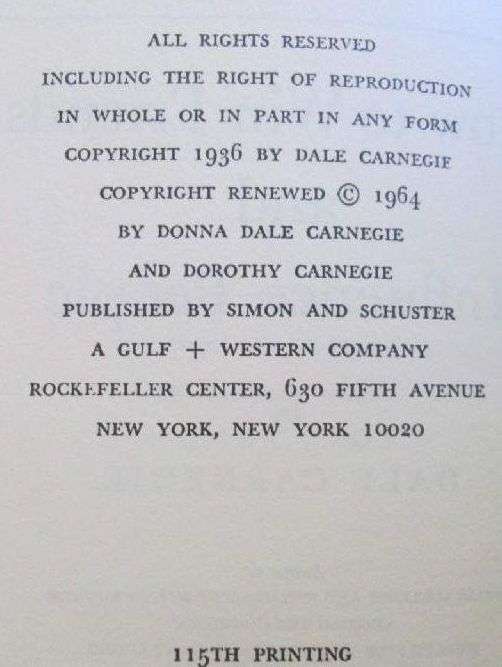 ALL RIGHTS RESERVED
INCLUDING THE RIGHT OF REPRODUCTION
IN WHOLE OR IN PART IN ANY FORM
COPYRIGHT 1936 BY DALE CARNEGIE
COPYRIGHT RENEWED © 1964
BY DONNA DALE CARNEGIE
AND DOROTHY CARNEGIE
PUBLISHED BY SIMON AND SCHUSTER
A GULF + WESTERN COMPANY
ROCKEFELLER CENTER, 630 FIFTH AVENUE
NEW YORK, NEW YORK 10020
115TH PRINTING